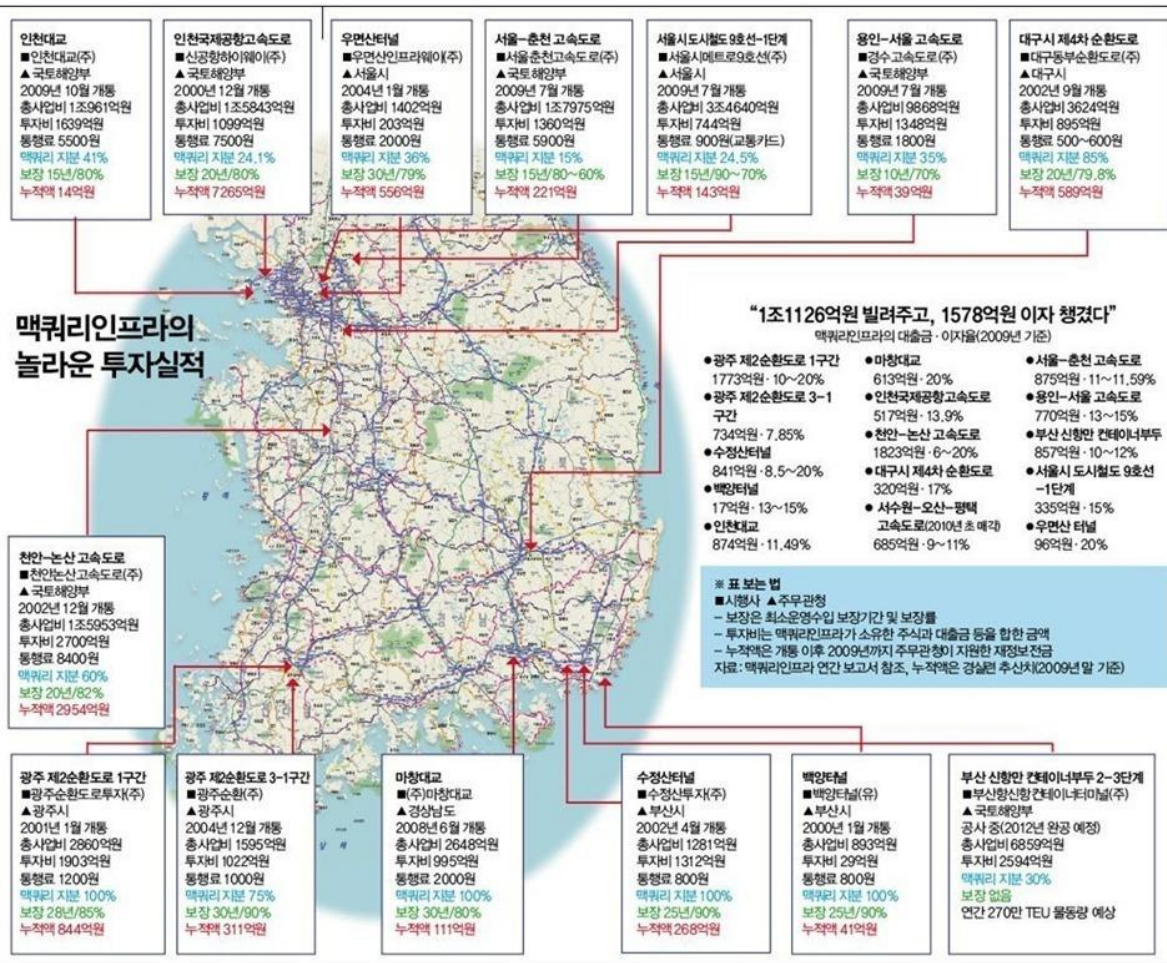 인천대교
■인천대교(주)
▲국토해양부
2009년 10월 개통
총사업비 1조961억원
투자비 1639억원
통행료 5500원
맥쿼리 지분 41%
보장 15년/80%
누적액 14억원
인천국제공항고속도로
■신공항하이웨이(주)
▲국토해양부
2000년 12월 개통
총사업비 1조5843억원
투자비 1099억원
통행료 7500원
맥쿼리 지분 24.1%
보장 20년/80%
누적액 7265억원
우면산터널
■우면산인프라웨이(주)
▲서울시
2004년 1월 개통
총사업비 1402억원
투자비 203억원
통행료 2000원
맥쿼리 지분 36%
보장 30년/79%
누적액 556억원
서울-춘천 고속도로
■서울춘천고속도로(주)
▲국토해양부
2009년 7월 개통
총사업비 1조7975억원
투자비 1360억원
통행료 5900원
맥쿼리 지분 15%
보장 15년/80~60%
누적액 221억원
서울시 도시철도 9호선-1단계
■서울시메트로9호선(주)
▲서울시
2009년 7월 개통
총사업비 3조4640억원
투자비 744억원
통행료 900원(교통카드)
맥쿼리 지분 24.5%
보장 15년/90~70%
누적액 143억원
용인-서울 고속도로
■경수고속도로(주)
▲국토해양부
2009년 7월 개통
총사업비 9868억원
투자비 1348억원
통행료 1800원
맥쿼리 지분 35%
보장 10년/70%
누적액 39억원
대구시 제4차 순환도로
■대구동부순환도로(주)
▲대구시
2002년 9월 개통
총사업비 3624억원
투자비 895억원
통행료 500~600원
맥쿼리 지분 85%
보장 20년/79.8%
누적액 589억원
맥쿼리인프라의
놀라운 투자실적
“1조1126억원 빌려주고, 1578억원 이자 챙겼다”
맥쿼리인프라의 대출금·이자율(2009년 기준)
●광주 제2순환도로 1구간
1773억원·10~20%
●광주 제2순환도로 3-1
구간
734억원·7.85%
●수정산터널
841억원·8.5~20%
●백양터널
17억원·13~15%
●인천대교
874억원·11.49%
●마창대교
613억원·20%
●인천국제공항고속도로
517억원·13.9%
●천안-논산 고속도로
1823억원·6~20%
●대구시 제4차 순환도로
320억원·17%
● 서수원-오산-평택
고속도로(2010년 초 매각)
685억원·9~11%
●서울-춘천 고속도로
875억원·11~11.59%
●용인-서울 고속도로
770억원·13~15%
●부산 신항만 컨테이너부두
857억원·10~12%
●서울시 도시철도 9호선
-1단계
335억원·15%
●우면산 터널
96억원·20%
※ 표 보는 법
■시행사 ▲주무관청
- 보장은 최소운영수입 보장기간 및 보장률
- 투자비는 맥쿼리인프라가 소유한 주식과 대출금 등을 합한 금액
- 누적액은 개통 이후 2009년까지 주무관청이 지원한 재정보전금
자료: 맥쿼리인프라 연간 보고서 참조, 누적액은 경실련 추산치(2009년 말 기준)
천안-논산 고속도로
■천안논산고속도로(주)
▲국토해양부
2002년 12월 개통
총사업비 1조5953억원
투자비 2700억원
통행료 8400원
맥쿼리 지분 60%
보장 20년/82%
누적액 2954억원
광주 제2순환도로 1구간
■광주순환도로투자(주)
▲광주시
2001년 1월 개통
총사업비 2860억원
투자비 1903억원
통행료 1200원
맥쿼리 지분 100%
보장 28년/85%
누적액 844억원
광주 제2순환도로 3-1구간
■광주순환(주)
▲광주시
2004년 12월 개통
총사업비 1595억원
투자비 1022억원
통행료 1000원
맥쿼리 지분 75%
보장 30년/90%
누적액 311억원
마창대교
■(주)마창대교
▲경상남도
2008년 6월 개통
총사업비 2648억원
투자비 995억원
통행료 2000원
맥쿼리 지분 100%
보장 30년/80%
누적액 111억원
수정산터널
■수정산투자(주)
▲부산시
2002년 4월 개통
총사업비 1281억원
투자비 1312억원
통행료 800원
맥쿼리 지분 100%
보장 25년/90%
누적액 268억원
백양터널
■백양터널(유)
▲부산시
2000년 1월 개통
총사업비 893억원
투자비 29억원
통행료 800원
맥쿼리 지분 100%
보장 25년/90%
누적액 41억원
부산 신항만 컨테이너부두 2-3단계
■부산항신항컨테이너터미널(주)
▲국토해양부
공사 중(2012년 완공 예정)
총사업비 6859억원
투자비 2594억원
맥쿼리 지분 30%
보장 없음
연간 270만 TEU 물동량 예상